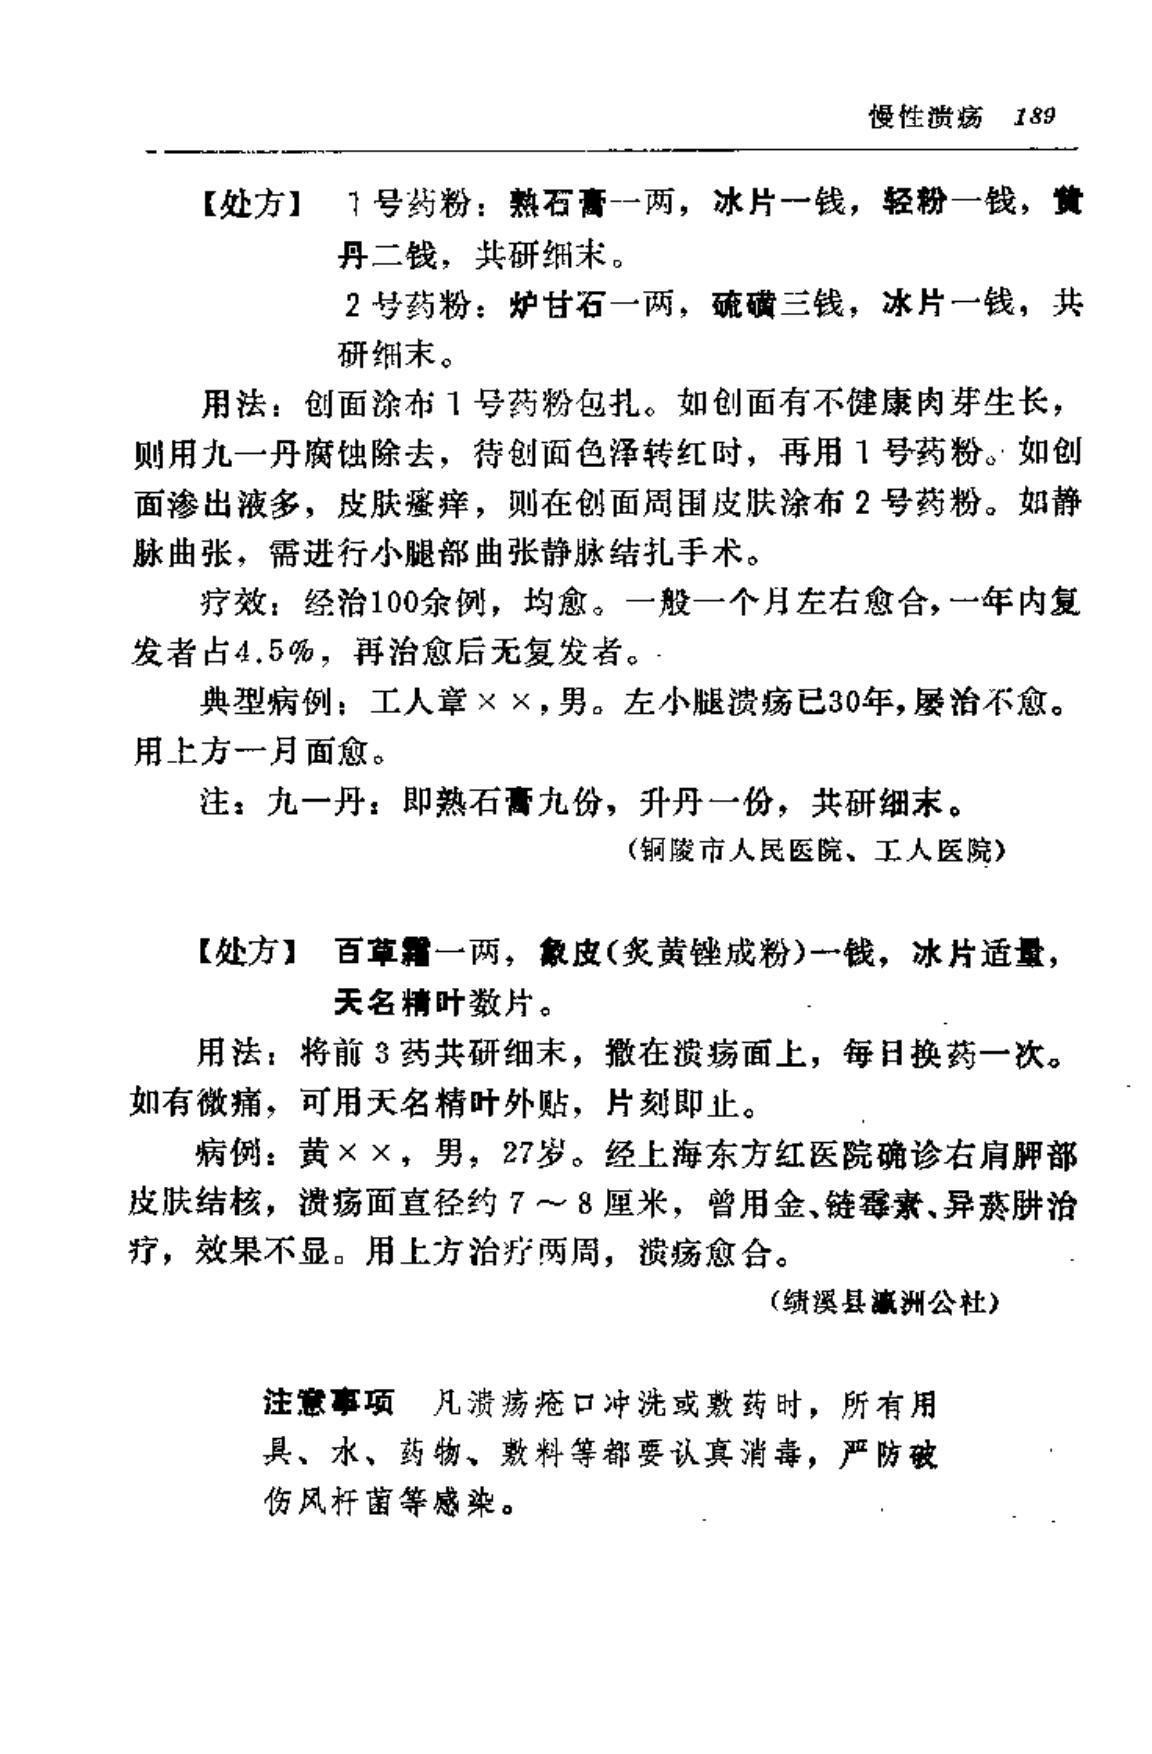 慢性溃疡 189
【处方】 1号药粉：熟石膏一两，冰片一钱，轻粉一钱，黄
丹二钱，共研细末。
2号药粉：炉甘石一两，硫磺三钱，冰片一钱，共
研细末。
用法：创面涂布1号药粉包扎。如创面有不健康肉芽生长，
则用九一丹腐蚀除去，待创面色泽转红时，再用1号药粉。如创
面渗出液多，皮肤瘙痒，则在创面周围皮肤涂布2号药粉。如静
脉曲张，需进行小腿部曲张静脉结扎手术。
疗效：经治100余例，均愈。一般一个月左右愈合，一年内复
发者占4.5%，再治愈后无复发者。
典型病例：工人章××，男。左小腿溃疡已30年，屡治不愈。
用上方一月面愈。
注：九一丹：即熟石膏九份，升丹一份，共研细末。
（铜陵市人民医院、工人医院）
【处方】 百草霜一两，象皮（炙黄锉成粉）一钱，冰片适量，
天名精叶数片。
用法：将前3药共研细末，撒在溃疡面上，每日换药一次。
如有微痛，可用天名精叶外贴，片刻即止。
病例：黄××，男，27岁。经上海东方红医院确诊右肩胛部
皮肤结核，溃疡面直径约7～8厘米，曾用金、链霉素、异菸肼治
疗，效果不显。用上方治疗两周，溃疡愈合。
（绩溪县瀛洲公社）
注意事项 凡溃疡疮口冲洗或敷药时，所有用
具、水、药物、敷料等都要认真消毒，严防破
伤风杆菌等感染。